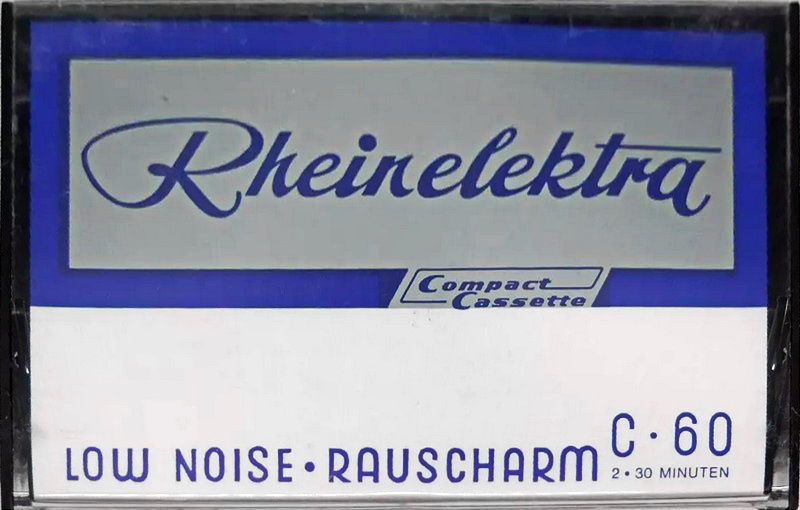 Rheinelektra
Compact
Cassette
C·60
LOW NOISE·RAUSCHARM
2·30 MINUTEN